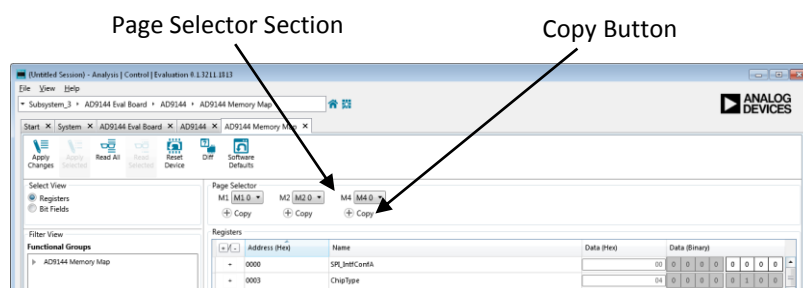 Page Selector Section
Copy Button
(Untitled Session) - Analysis | Control | Evaluation 0.1.3211.1813
File View Help
Subsystem_3 AD9144 Eval Board AD9144 AD9144 Memory Map
ANALOG DEVICES
Start × System × AD9144 Eval Board × AD9144 × AD9144 Memory Map ×
Apply Changes Apply Selected Read All Read Selected Reset Device Diff Software Defaults
Select View
Registers
Bit Fields
Page Selector
M1 M1 0 M2 M2 0 M4 M4 0
Copy Copy Copy
Filter View
Functional Groups
AD9144 Memory Map
Registers
+/- Address (Hex) Name Data (Hex) Data (Binary)
+ 0000 SPI_IntfConfA 00 0 0 0 0 0 0 0 0
+ 0003 ChipType 04 0 0 0 0 0 1 0 0